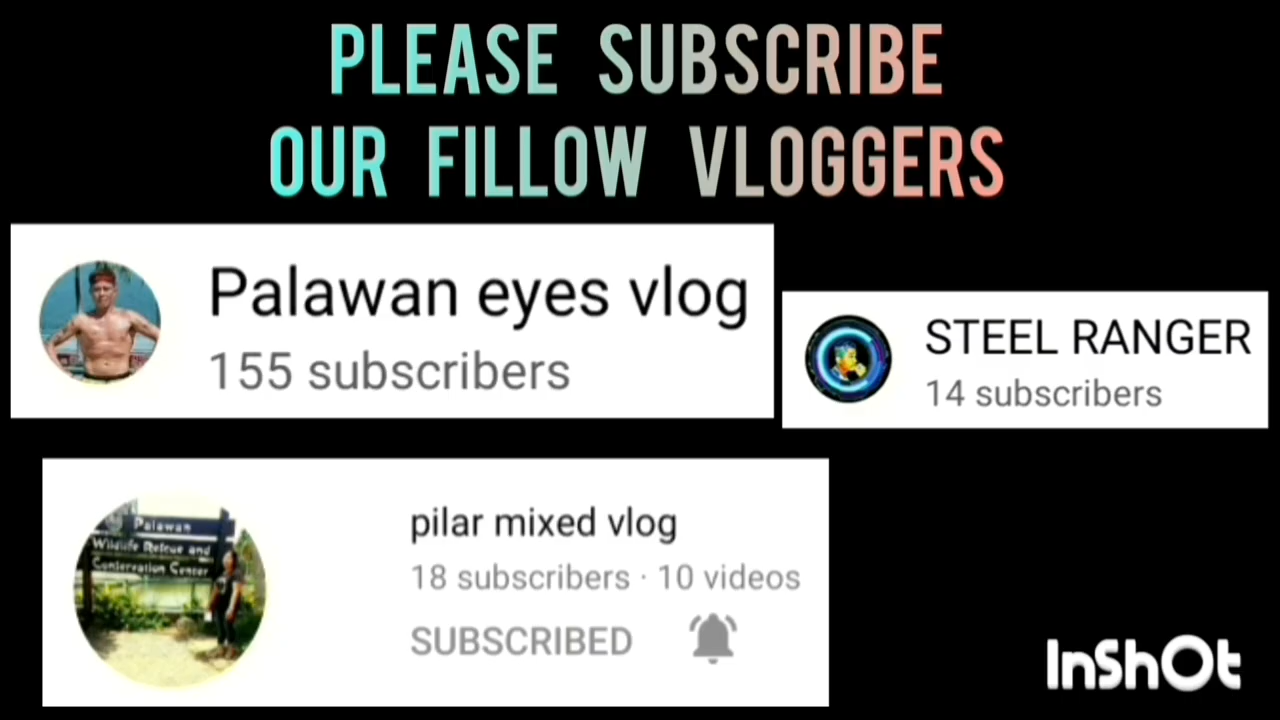 PLEASE SUBSCRIBE
OUR FILLOW VLOGGERS
Palawan eyes vlog
155 subscribers
STEEL RANGER
14 subscribers
Palawan
Wildlife Rescue and
Conservation Center
pilar mixed vlog
18 subscribers · 10 videos
SUBSCRIBED
InShOt